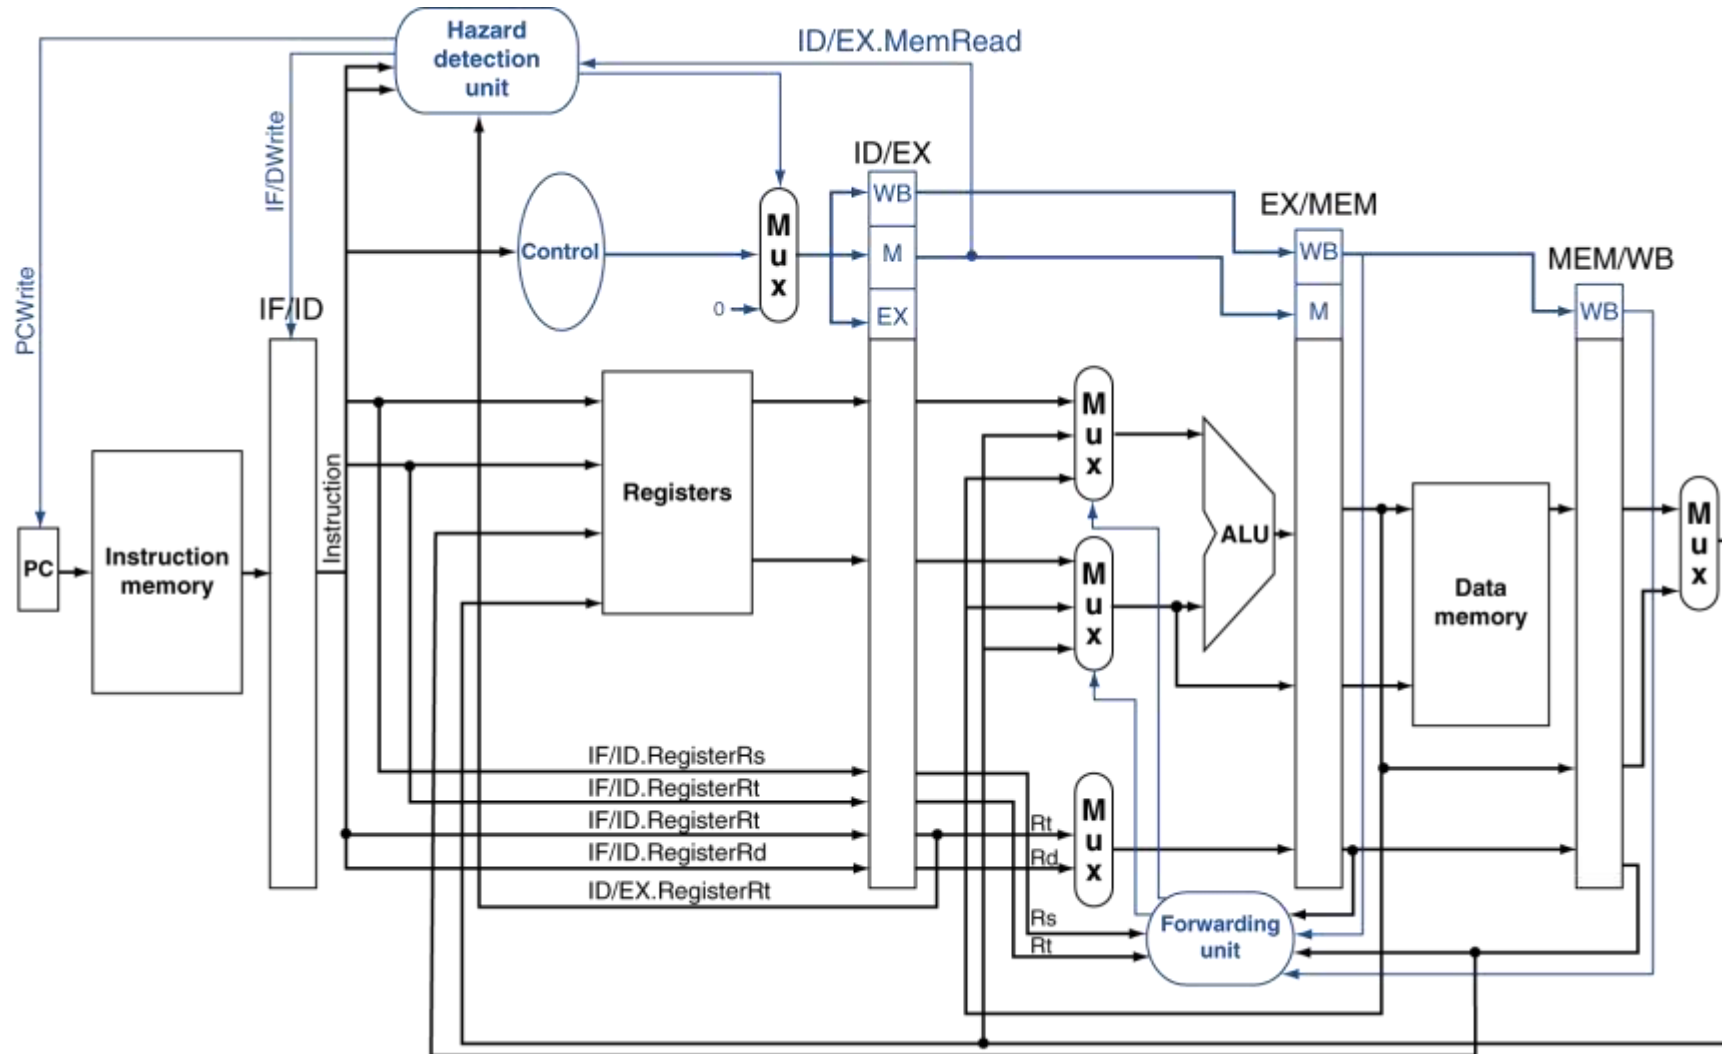 Hazard
detection
unit
ID/EX.MemRead
IF/DWrite
PCWrite
ID/EX
WB
M
EX
EX/MEM
WB
M
MEM/WB
WB
Control
M
u
x
0
IF/ID
Instruction
PC
Instruction
memory
Registers
M
u
x
M
u
x
ALU
Data
memory
M
u
x
IF/ID.RegisterRs
IF/ID.RegisterRt
IF/ID.RegisterRt
IF/ID.RegisterRd
ID/EX.RegisterRt
Rt
Rd
M
u
x
Rs
Rt
Forwarding
unit